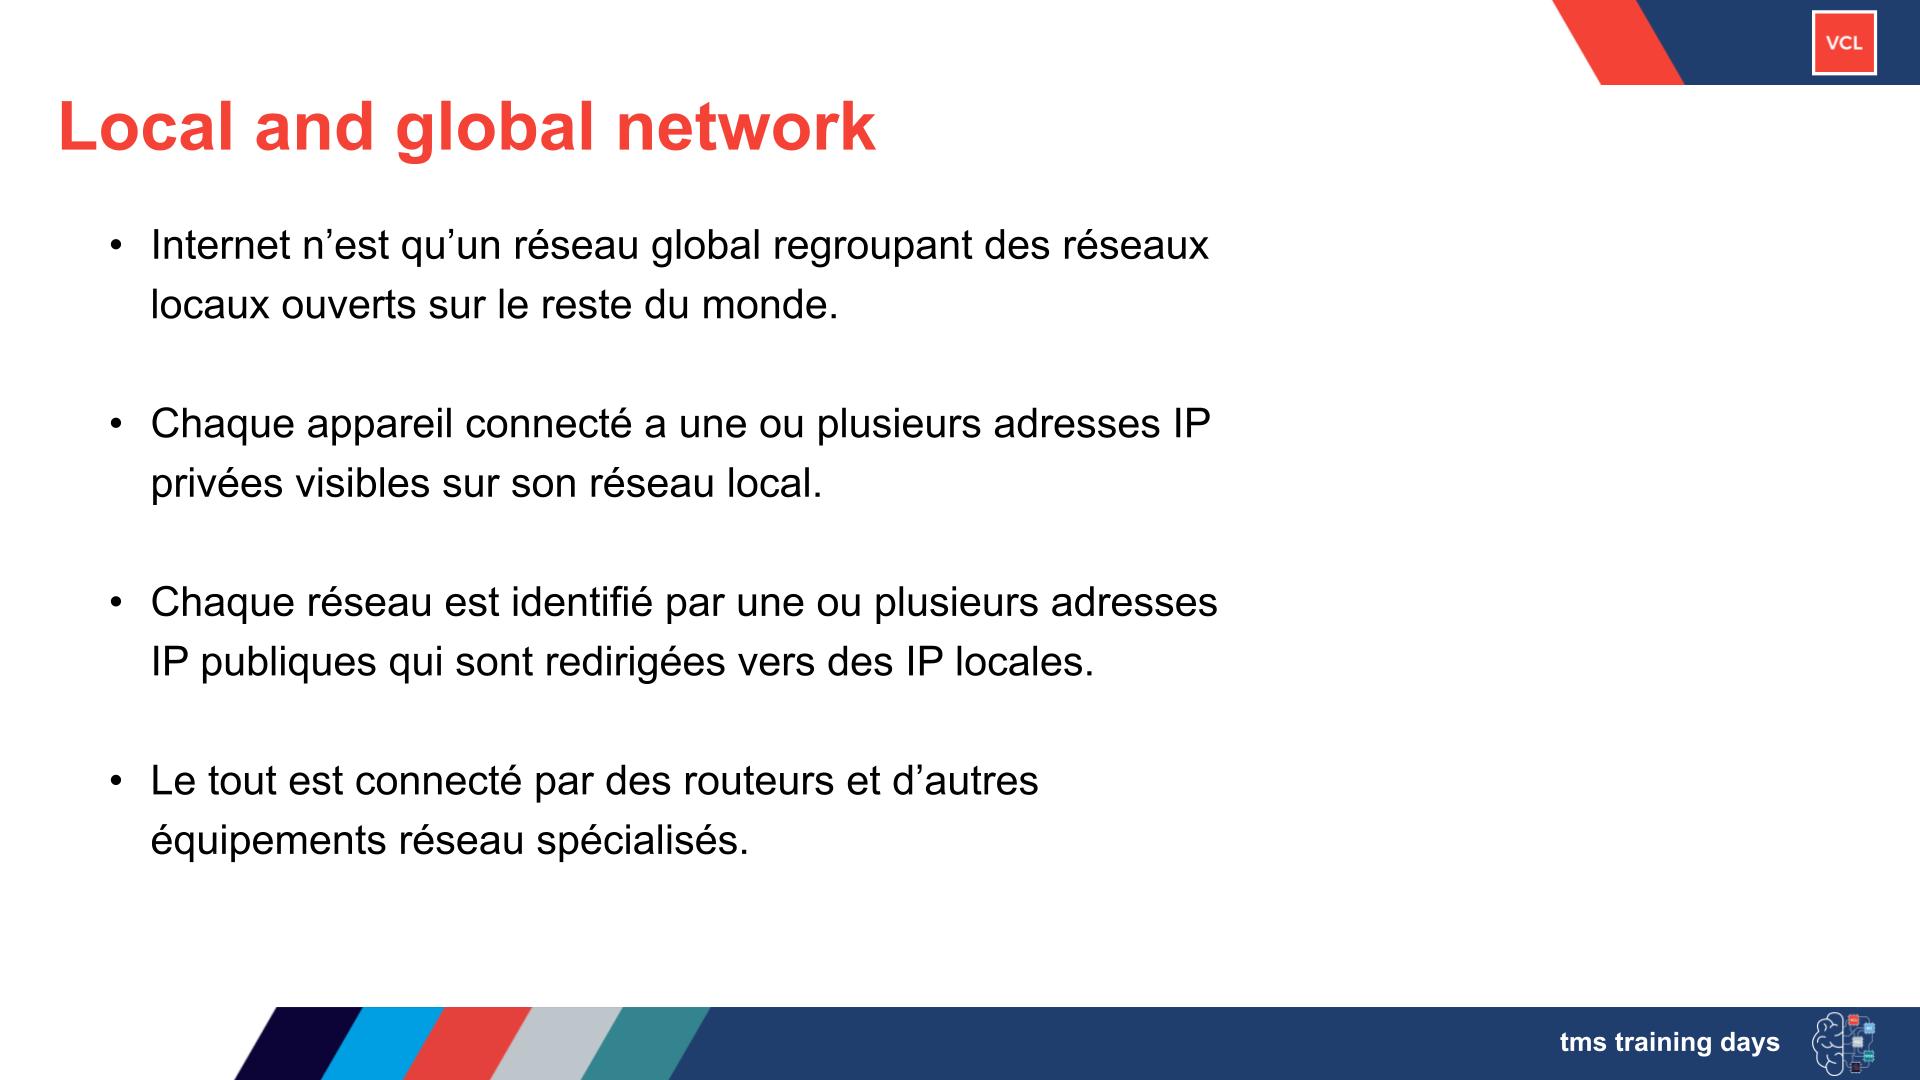 VCL
Local and global network
• Internet n’est qu’un réseau global regroupant des réseaux
locaux ouverts sur le reste du monde.
• Chaque appareil connecté a une ou plusieurs adresses IP
privées visibles sur son réseau local.
• Chaque réseau est identifié par une ou plusieurs adresses
IP publiques qui sont redirigées vers des IP locales.
• Le tout est connecté par des routeurs et d’autres
équipements réseau spécialisés.
tms training days